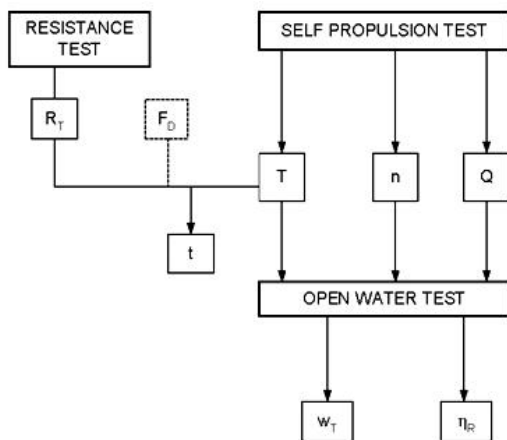 RESISTANCE
TEST
SELF PROPULSION TEST
R_T
F_D
T
n
Q
t
OPEN WATER TEST
w_T
η_R